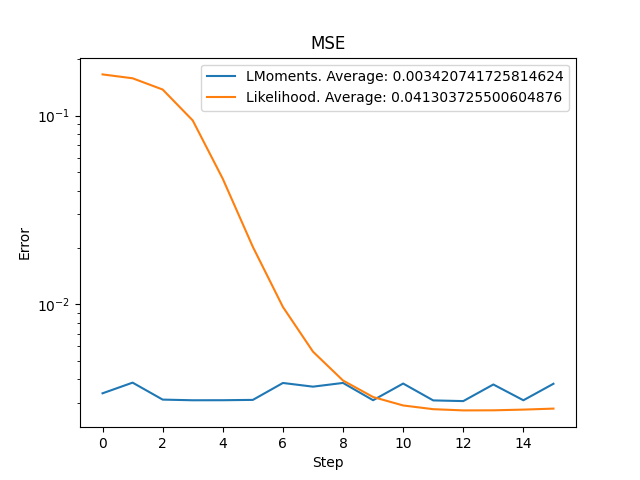 MSE
LMoments. Average: 0.003420741725814624
Likelihood. Average: 0.041303725500604876
10⁻¹
10⁻²
Error
0 2 4 6 8 10 12 14
Step